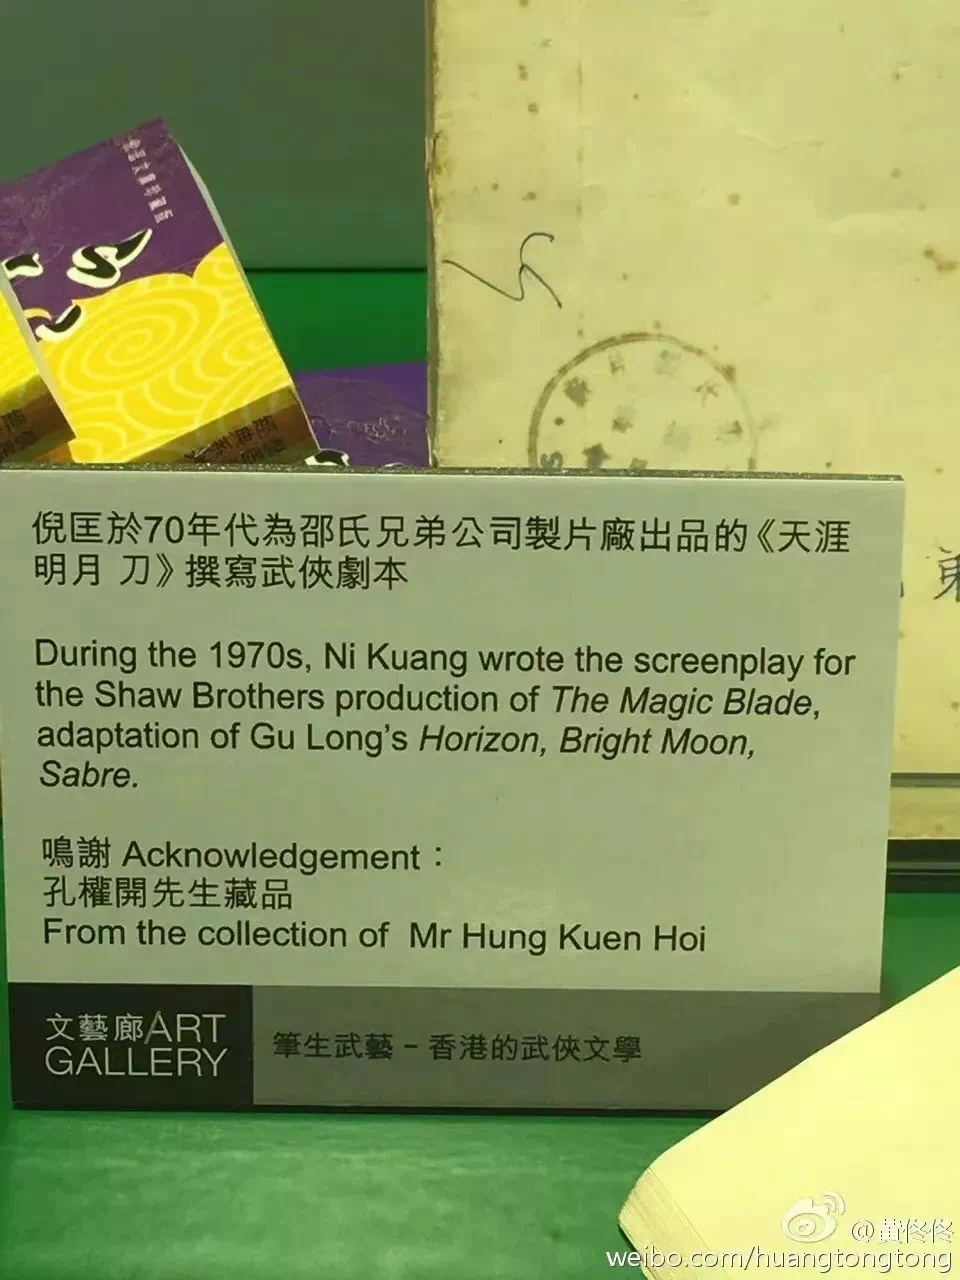 倪匡於70年代為邵氏兄弟公司製片廠出品的《天涯
明月 刀》撰寫武俠劇本
During the 1970s, Ni Kuang wrote the screenplay for
the Shaw Brothers production of The Magic Blade,
adaptation of Gu Long's Horizon, Bright Moon,
Sabre.
鳴謝 Acknowledgement：
孔權開先生藏品
From the collection of Mr Hung Kuen Hoi
文藝廊ART
GALLERY
筆生武藝 - 香港的武俠文學
@黃佟佟
weibo.com/huangtongtong